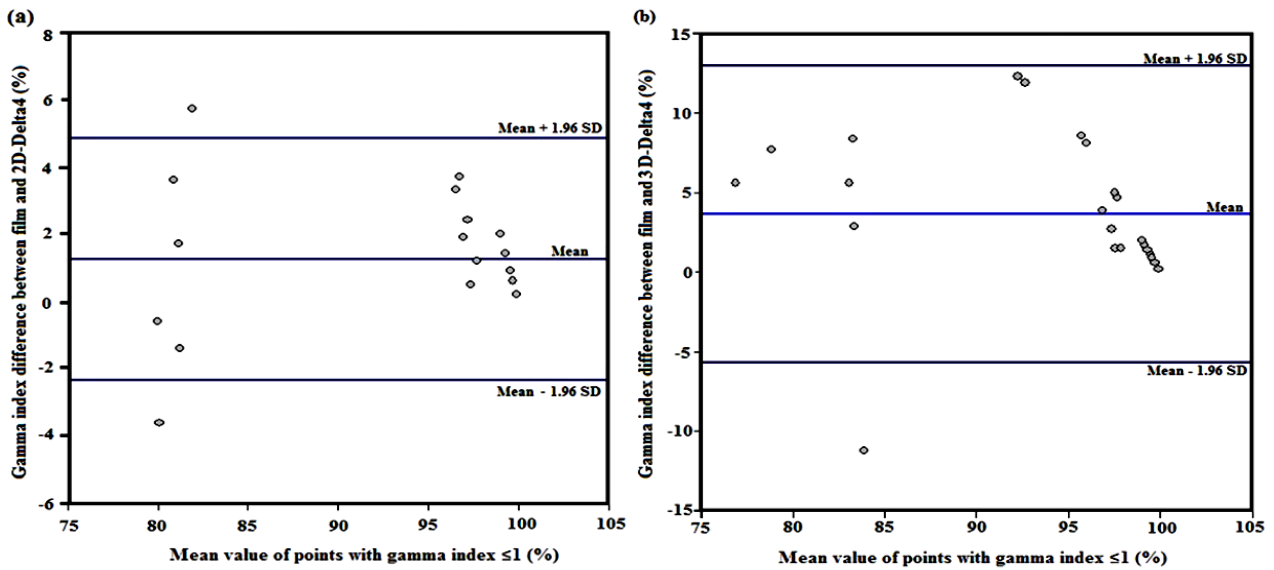 (a)
Gamma index difference between film and 2D-Delta4 (%)
8
6
4
2
0
-2
-4
-6
Mean + 1.96 SD
Mean
Mean - 1.96 SD
75 80 85 90 95 100 105
Mean value of points with gamma index ≤1 (%)
(b)
Gamma index difference between film and 3D-Delta4 (%)
15
10
5
0
-5
-10
-15
Mean + 1.96 SD
Mean
Mean - 1.96 SD
75 80 85 90 95 100 105
Mean value of points with gamma index ≤1 (%)